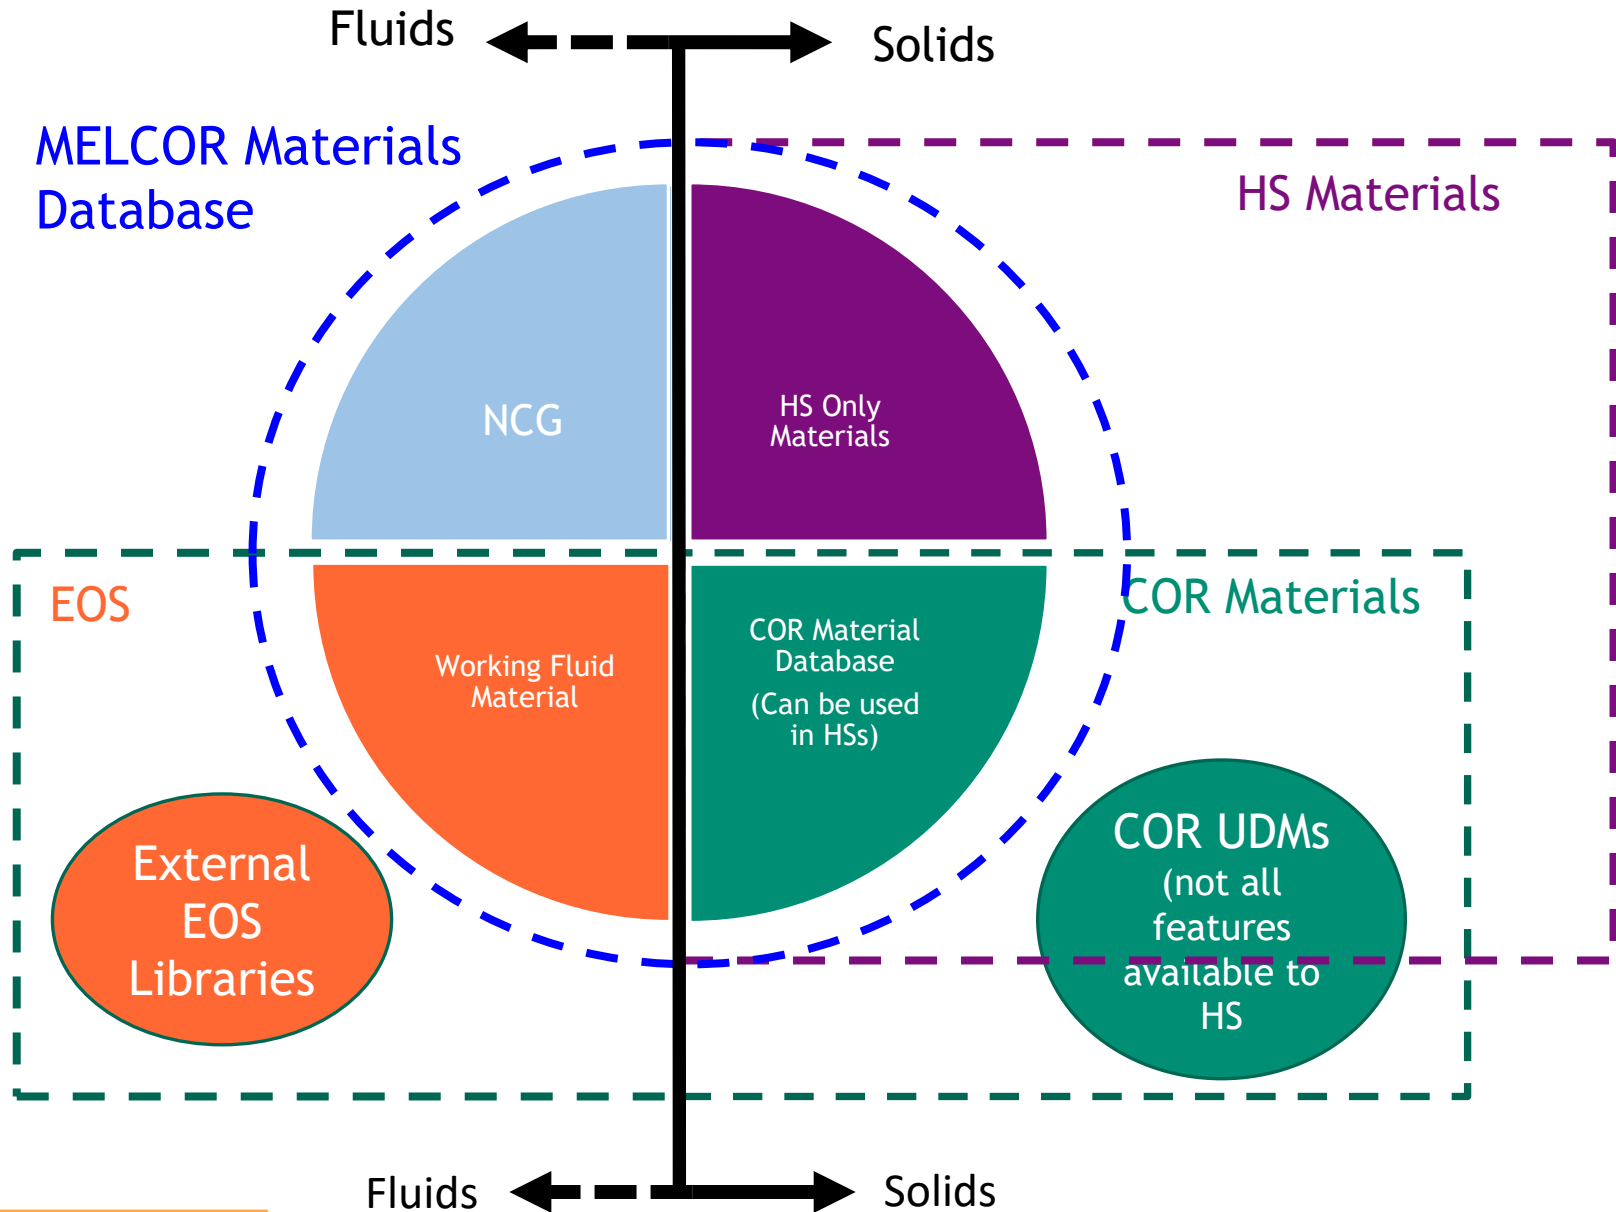 Fluids
Solids
MELCOR Materials
Database
HS Materials
NCG
HS Only
Materials
EOS
COR Materials
Working Fluid
Material
COR Material
Database
(Can be used
in HSs)
External
EOS
Libraries
COR UDMs
(not all
features
available to
HS
Fluids
Solids